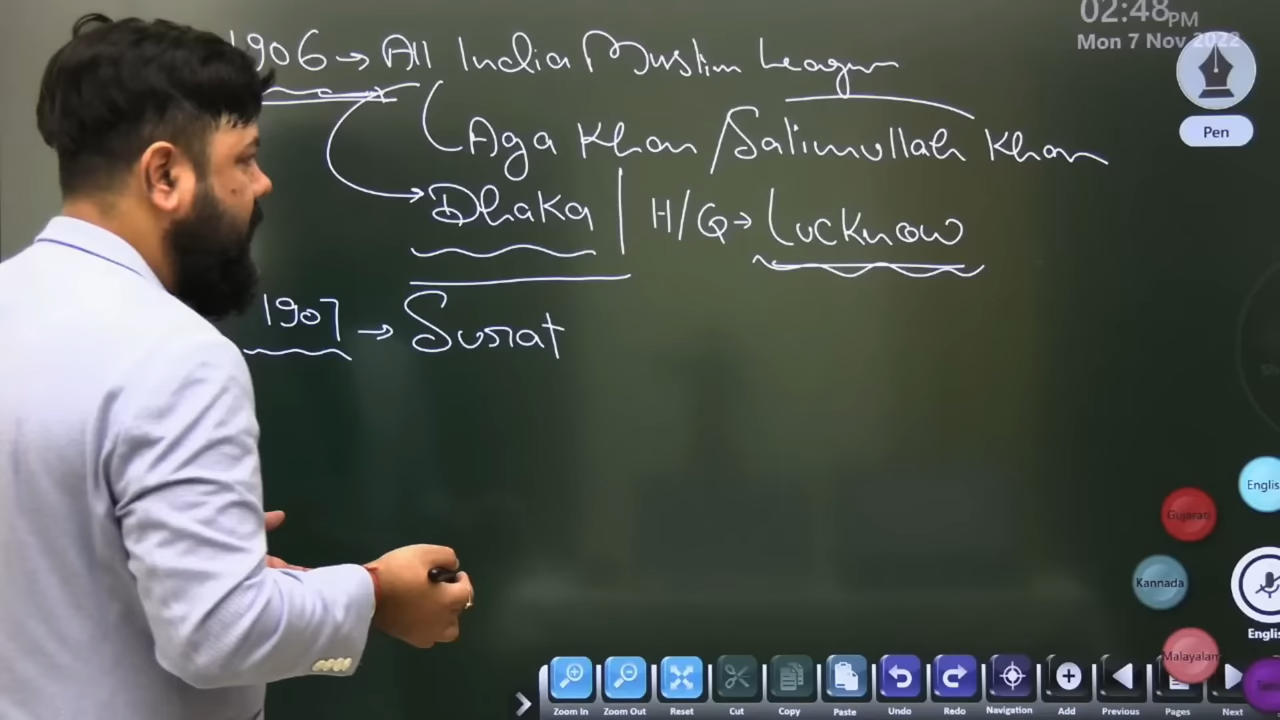 02:48PM
Mon 7 Nov 2022
Pen
1906 → All India Muslim League
Aga Khan / Salimullah Khan
Dhaka | H/Q → Lucknow
1907 → Surat
Englis
Gujarati
Kannada
Englis
Malayalam
Zoom In Zoom Out Reset Cut Copy Paste Undo Redo Navigation Add Previous Pages Next